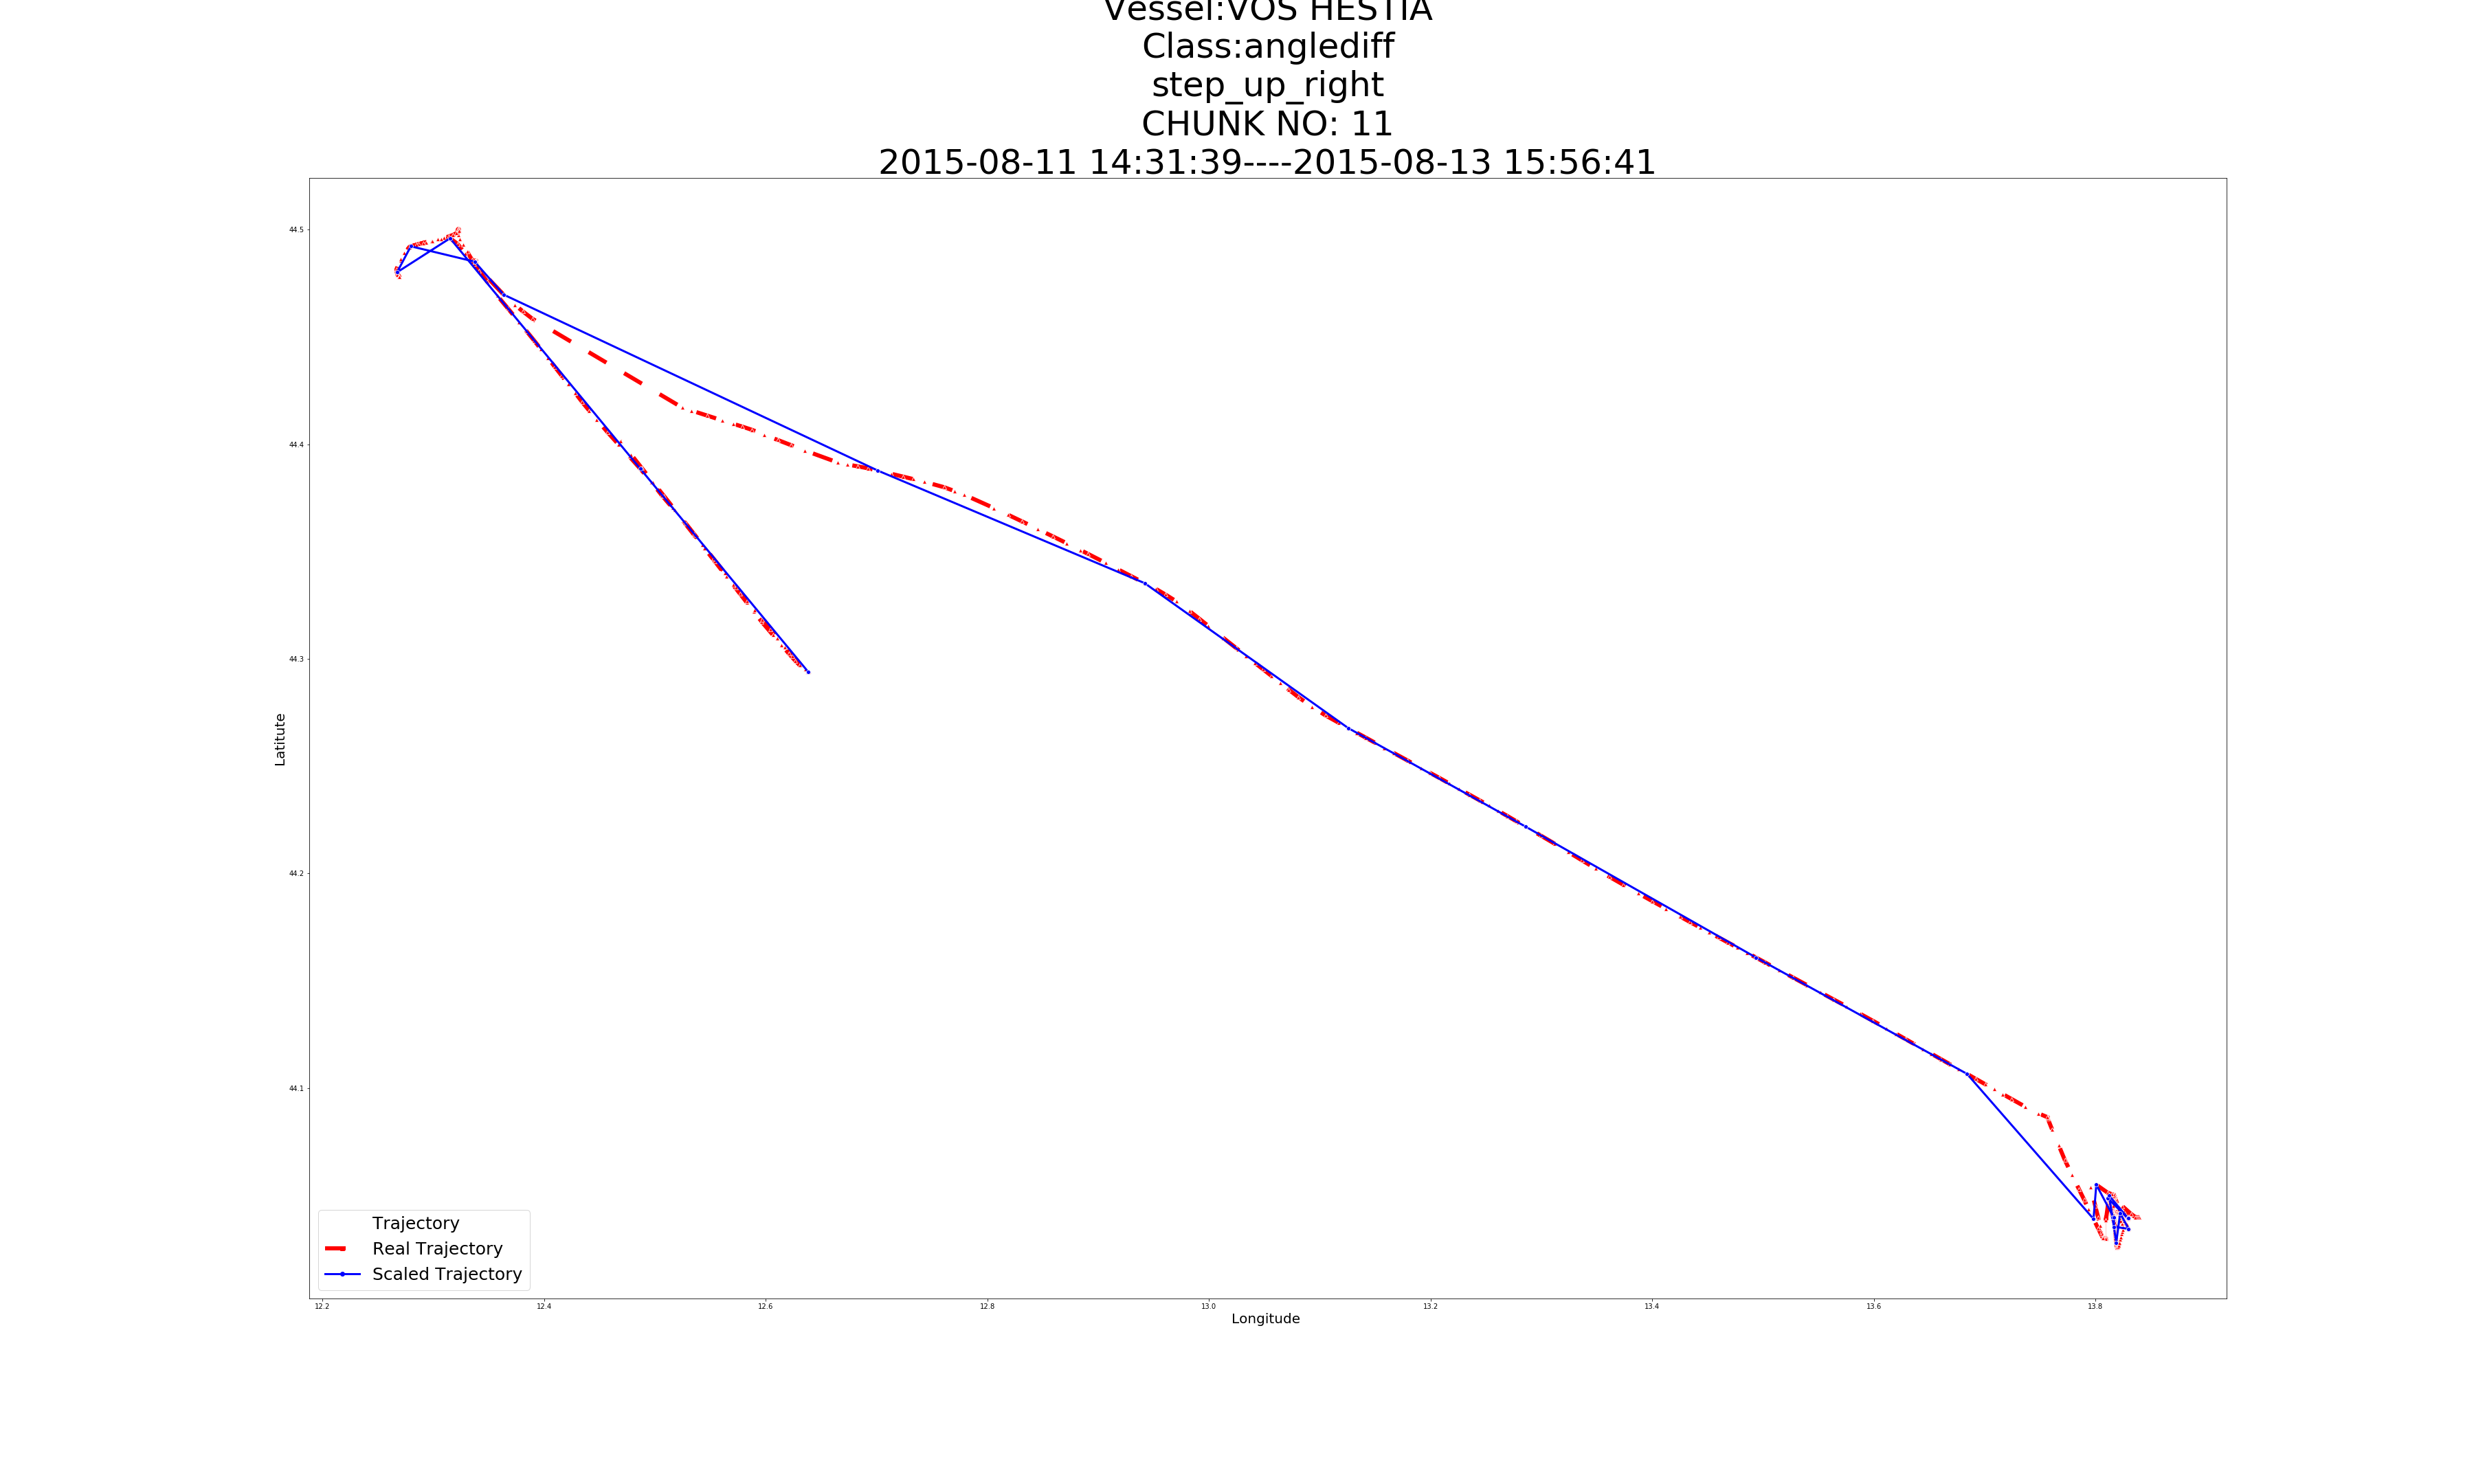 Vessel:VOS HESTIA
Class:anglediff
step_up_right
CHUNK NO: 11
2015-08-11 14:31:39----2015-08-13 15:56:41
44.5
44.4
44.3
44.2
44.1
Latitute
Trajectory
Real Trajectory
Scaled Trajectory
12.2 12.4 12.6 12.8 13.0 13.2 13.4 13.6 13.8
Longitude